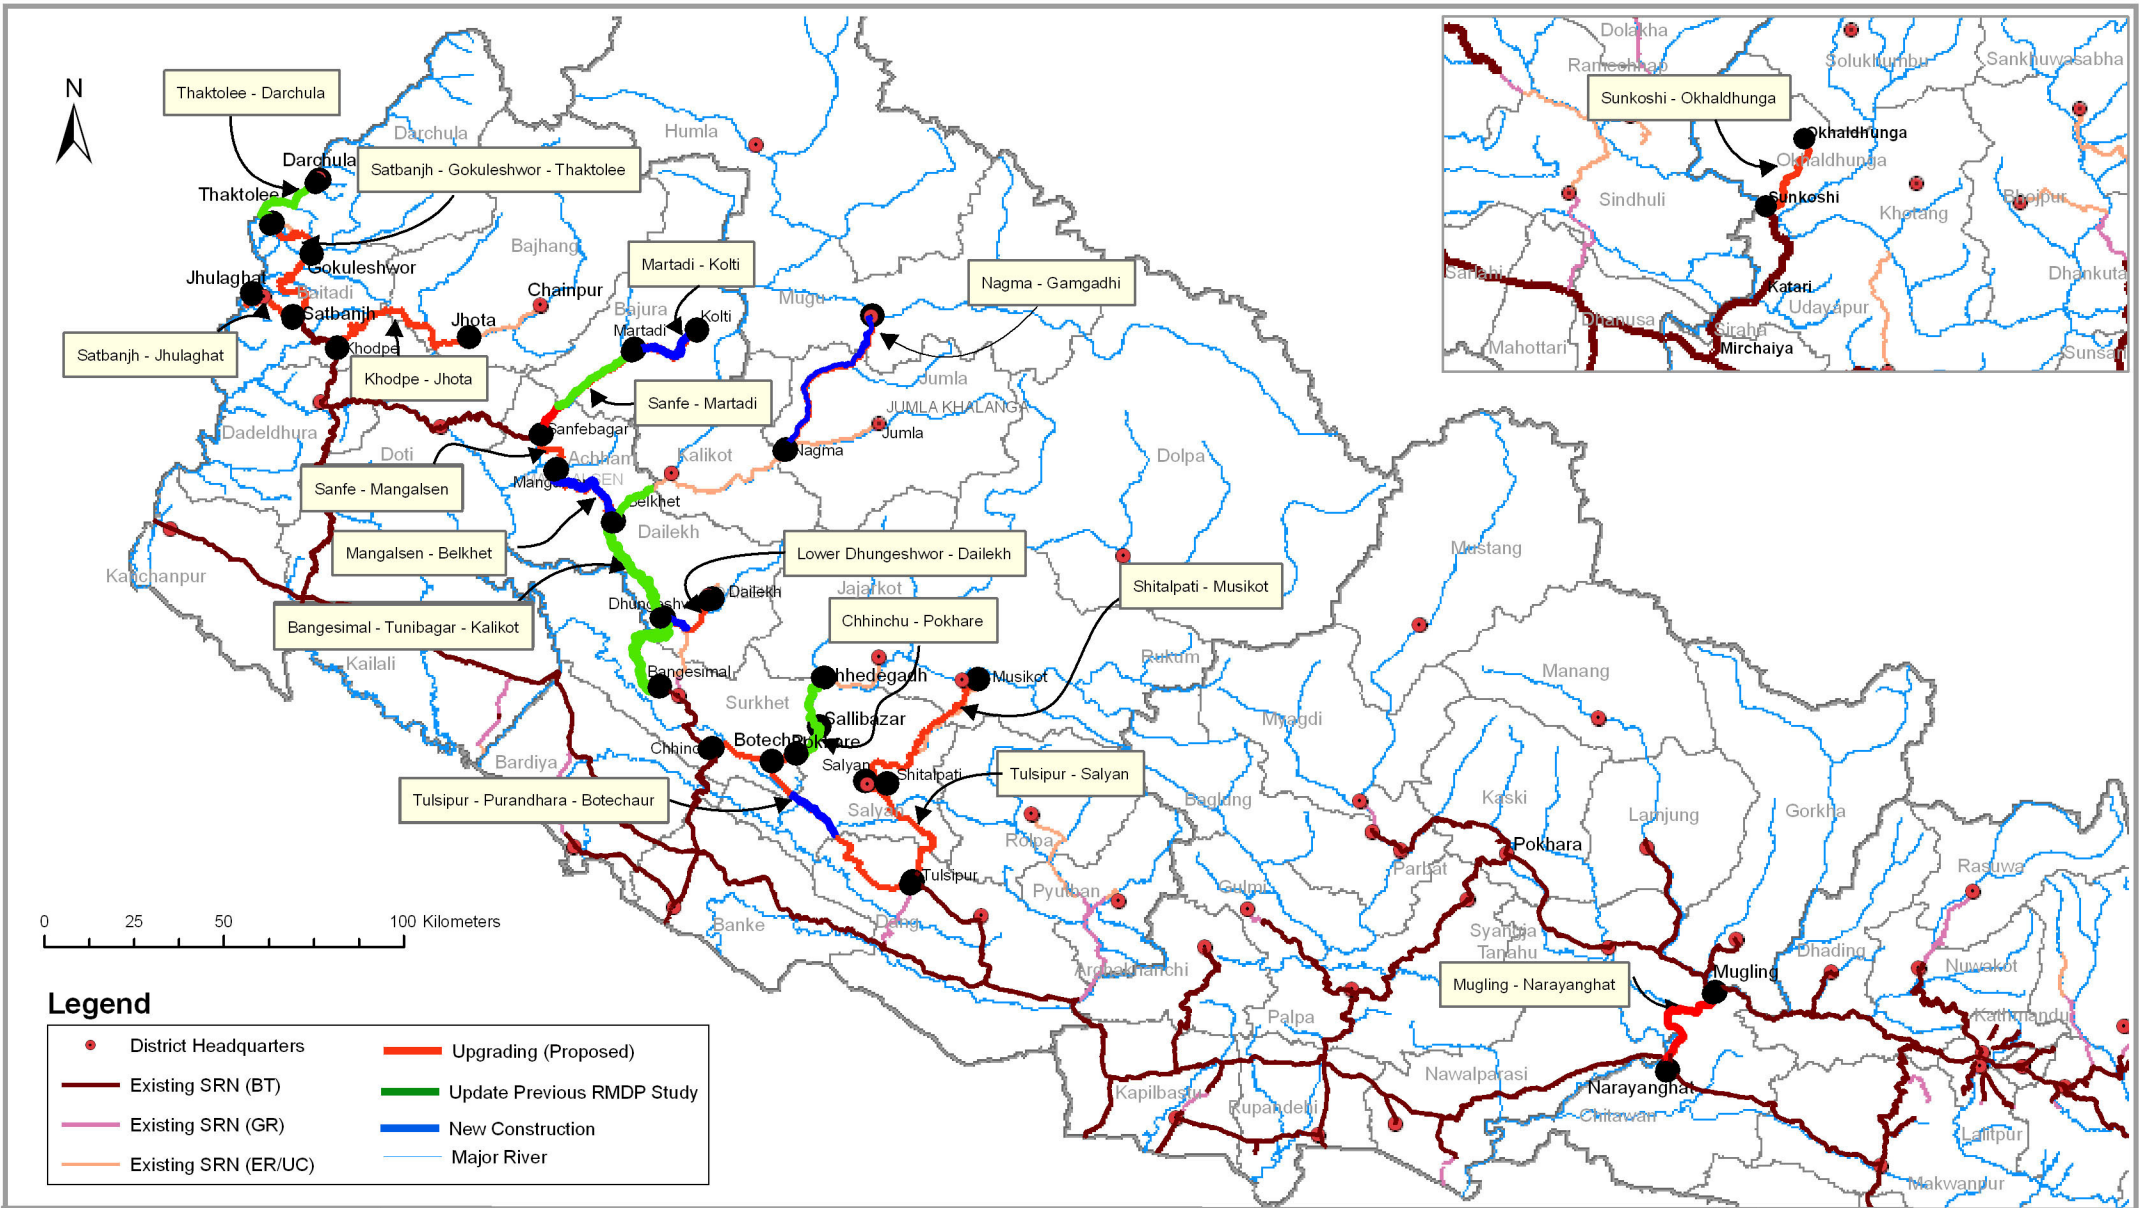 N
Thaktolee - Darchula
Darchula
Humla
Darchula
Satbanjh - Gokuleshwor - Thaktolee
Thaktolee
Gokuleshwor
Bajhang
Martadi - Kolti
Nagma - Gamgadhi
Mugu
Jhulaghat
Baitadi
Chainpur
Bajura
Satbanjh
Jhota
Martadi
Kolti
Satbanjh - Jhulaghat
Khodpe
Khodpe - Jhota
Jumla
Sanfe - Martadi
JUMLA KHALANGA
Jumla
Dadeldhura
Sanfebagar
Doti
Achham
Kalikot
Nagma
Dolpa
Sanfe - Mangalsen
Belkhet
Dailekh
Mangalsen - Belkhet
Lower Dhungeshwor - Dailekh
Mustang
Kanchanpur
Jajarkot
Shitalpati - Musikot
Dailekh
Bangesimal - Tunibagar - Kalikot
Chhinchu - Pokhare
Kailali
Bangesimal
Rukum
Manang
Musikot
Surkhet
Sallibazar
Myagdi
Salyan
Shitalpati
Tulsipur - Salyan
Bardiya
Tulsipur - Purandhara - Botechaur
Salyan
Baglung
Kaski
Lamjung
Gorkha
Rolpa
Pokhara
Parbat
Rasuwa
Tulsipur
Pyuthan
Gulmi
0 25 50 100 Kilometers
Banke
Dang
Syangja
Tanahu
Dhading
Nuwakot
Arghakhanchi
Mugling - Narayanghat
Mugling
Palpa
Kathmandu
Nawalparasi
Kapilbastu
Rupandehi
Narayanghat
Chitawan
Lalitpur
Makwanpur
Legend
District Headquarters
Existing SRN (BT)
Existing SRN (GR)
Existing SRN (ER/UC)
Upgrading (Proposed)
Update Previous RMDP Study
New Construction
Major River
Dolakha
Ramechhap
Solukhumbu
Sankhuwasabha
Sunkoshi - Okhaldhunga
Okhaldhunga
Okhaldhunga
Sindhuli
Sunkoshi
Khotang
Bhojpur
Sarlahi
Dhankuta
Katari
Udayapur
Dhanusa
Siraha
Mahottari
Mirchaiya
Sunsari